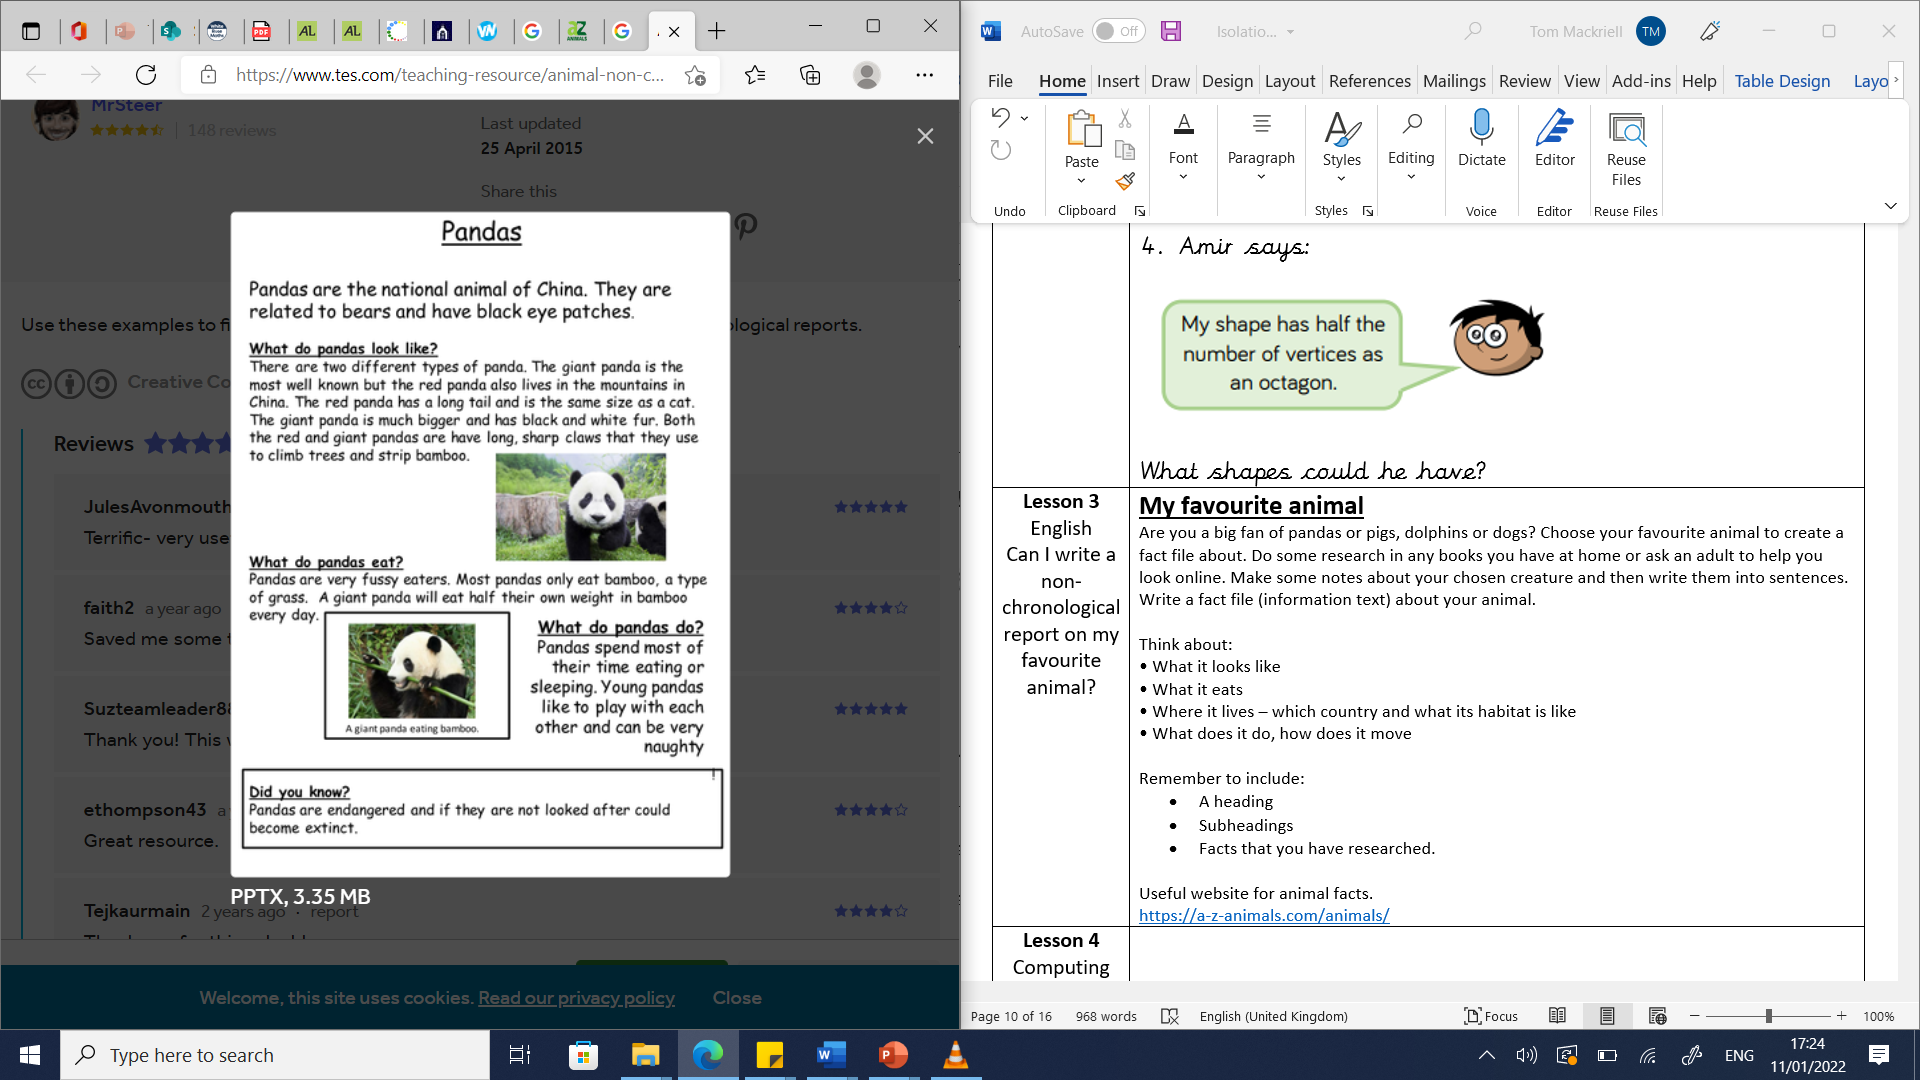 https://www.tes.com/teaching-resource/animal-non-c...
MrSteer
148 reviews
Last updated
25 April 2015
Share this
Use these examples to fi
ological reports.
Creative Co
Reviews
JulesAvonmouth
Terrific- very use
faith2 a year ago
Saved me some t
Suzteamleader88
Thank you! This w
ethompson43 a
Great resource.
Tejkaurmain 2 years ago · report
Pandas
Pandas are the national animal of China. They are
related to bears and have black eye patches.
What do pandas look like?
There are two different types of panda. The giant panda is the
most well known but the red panda also lives in the mountains in
China. The red panda has a long tail and is the same size as a cat.
The giant panda is much bigger and has black and white fur. Both
the red and giant pandas are have long, sharp claws that they use
to climb trees and strip bamboo.
What do pandas eat?
Pandas are very fussy eaters. Most pandas only eat bamboo, a type
of grass. A giant panda will eat half their own weight in bamboo
every day.
A giant panda eating bamboo.
What do pandas do?
Pandas spend most of
their time eating or
sleeping. Young pandas
like to play with each
other and can be very
naughty
!
Did you know?
Pandas are endangered and if they are not looked after could
become extinct.
PPTX, 3.35 MB
Welcome, this site uses cookies. Read our privacy policy Close
AutoSave Off Isolatio... Tom Mackriell TM
File Home Insert Draw Design Layout References Mailings Review View Add-ins Help Table Design Layo
Paste Font Paragraph Styles Editing Dictate Editor Reuse
Files
Undo Clipboard Styles Voice Editor Reuse Files
4. Amir says:
My shape has half the
number of vertices as
an octagon.
What shapes could he have?
Lesson 3
English
Can I write a
non-
chronological
report on my
favourite
animal?
My favourite animal
Are you a big fan of pandas or pigs, dolphins or dogs? Choose your favourite animal to create a
fact file about. Do some research in any books you have at home or ask an adult to help you
look online. Make some notes about your chosen creature and then write them into sentences.
Write a fact file (information text) about your animal.
Think about:
• What it looks like
• What it eats
• Where it lives – which country and what its habitat is like
• What does it do, how does it move
Remember to include:
• A heading
• Subheadings
• Facts that you have researched.
Useful website for animal facts.
https://a-z-animals.com/animals/
Lesson 4
Computing
Page 10 of 16 968 words English (United Kingdom) Focus 100%
Type here to search
ENG
17:24
11/01/2022